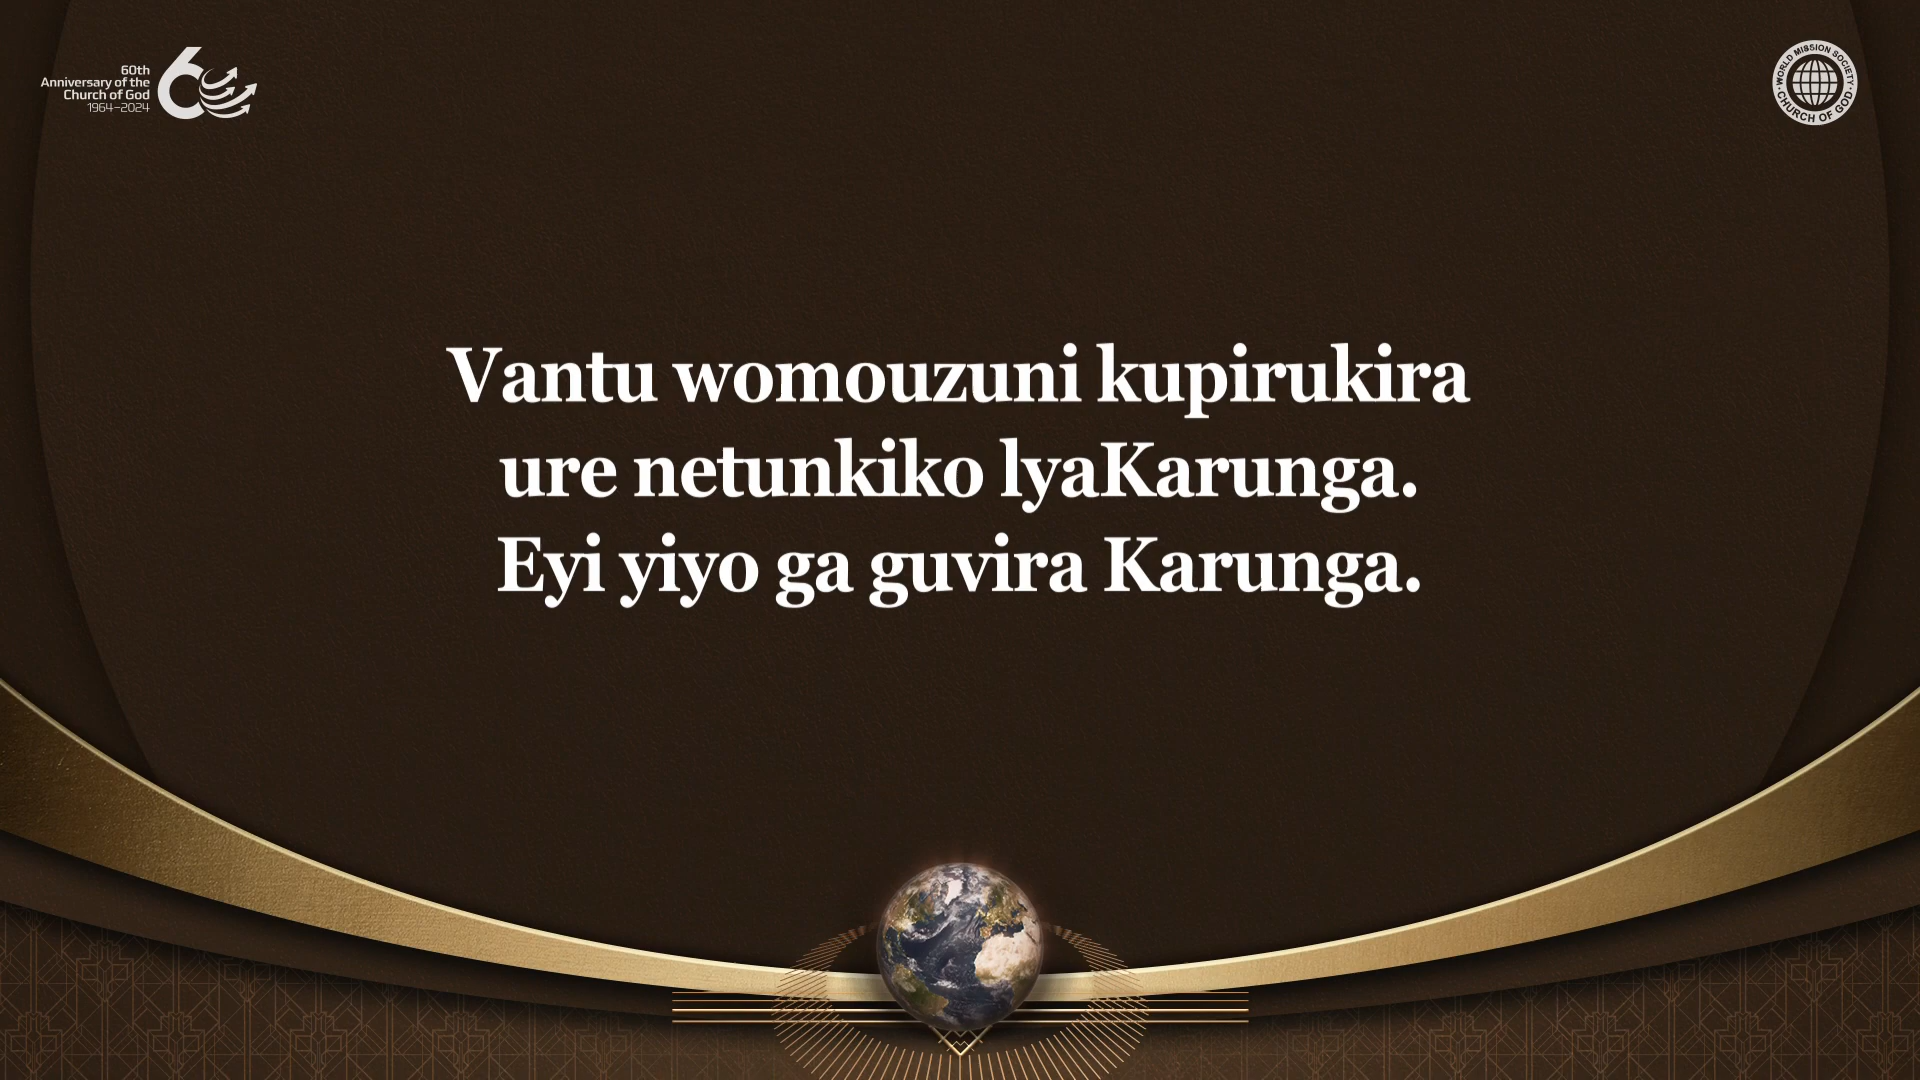 60th
Anniversary of the
Church of God
1964–2024
60
WORLD MISSION SOCIETY
CHURCH OF GOD
Vantu womouzuni kupirukira
ure netunkiko lyaKarunga.
Eyi yiyo ga guvira Karunga.